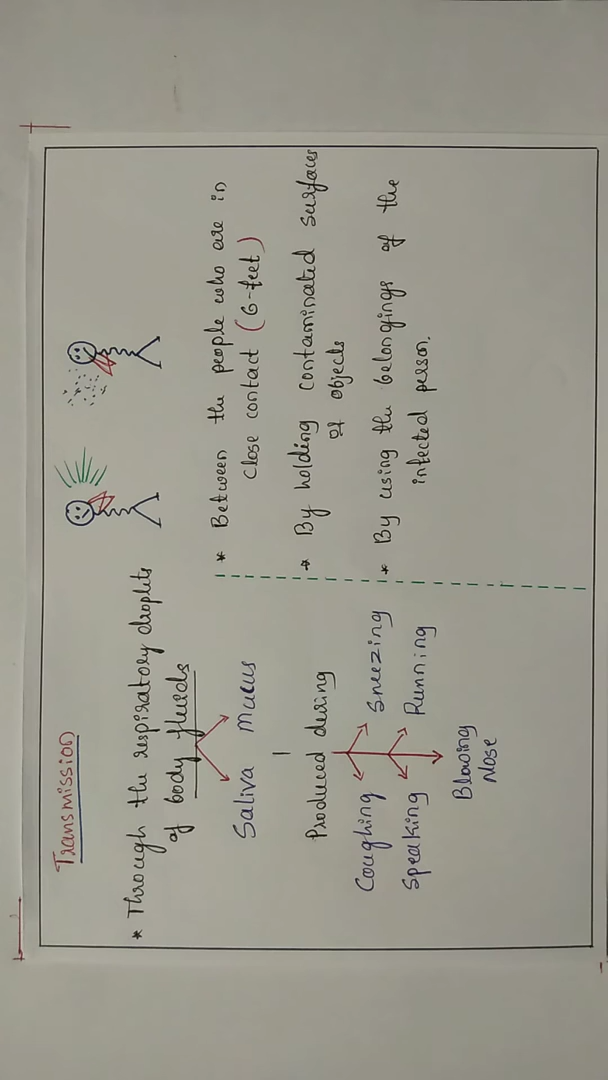 Transmission
* Through the respiratory droplets
of body fluids
Saliva Mucus
Produced during
Coughing Sneezing
Speaking Running
Blowing
Nose
* Between the people who are in
close contact (6-feet)
* By holding contaminated surfaces
or objects
* By using the belongings of the
infected person.